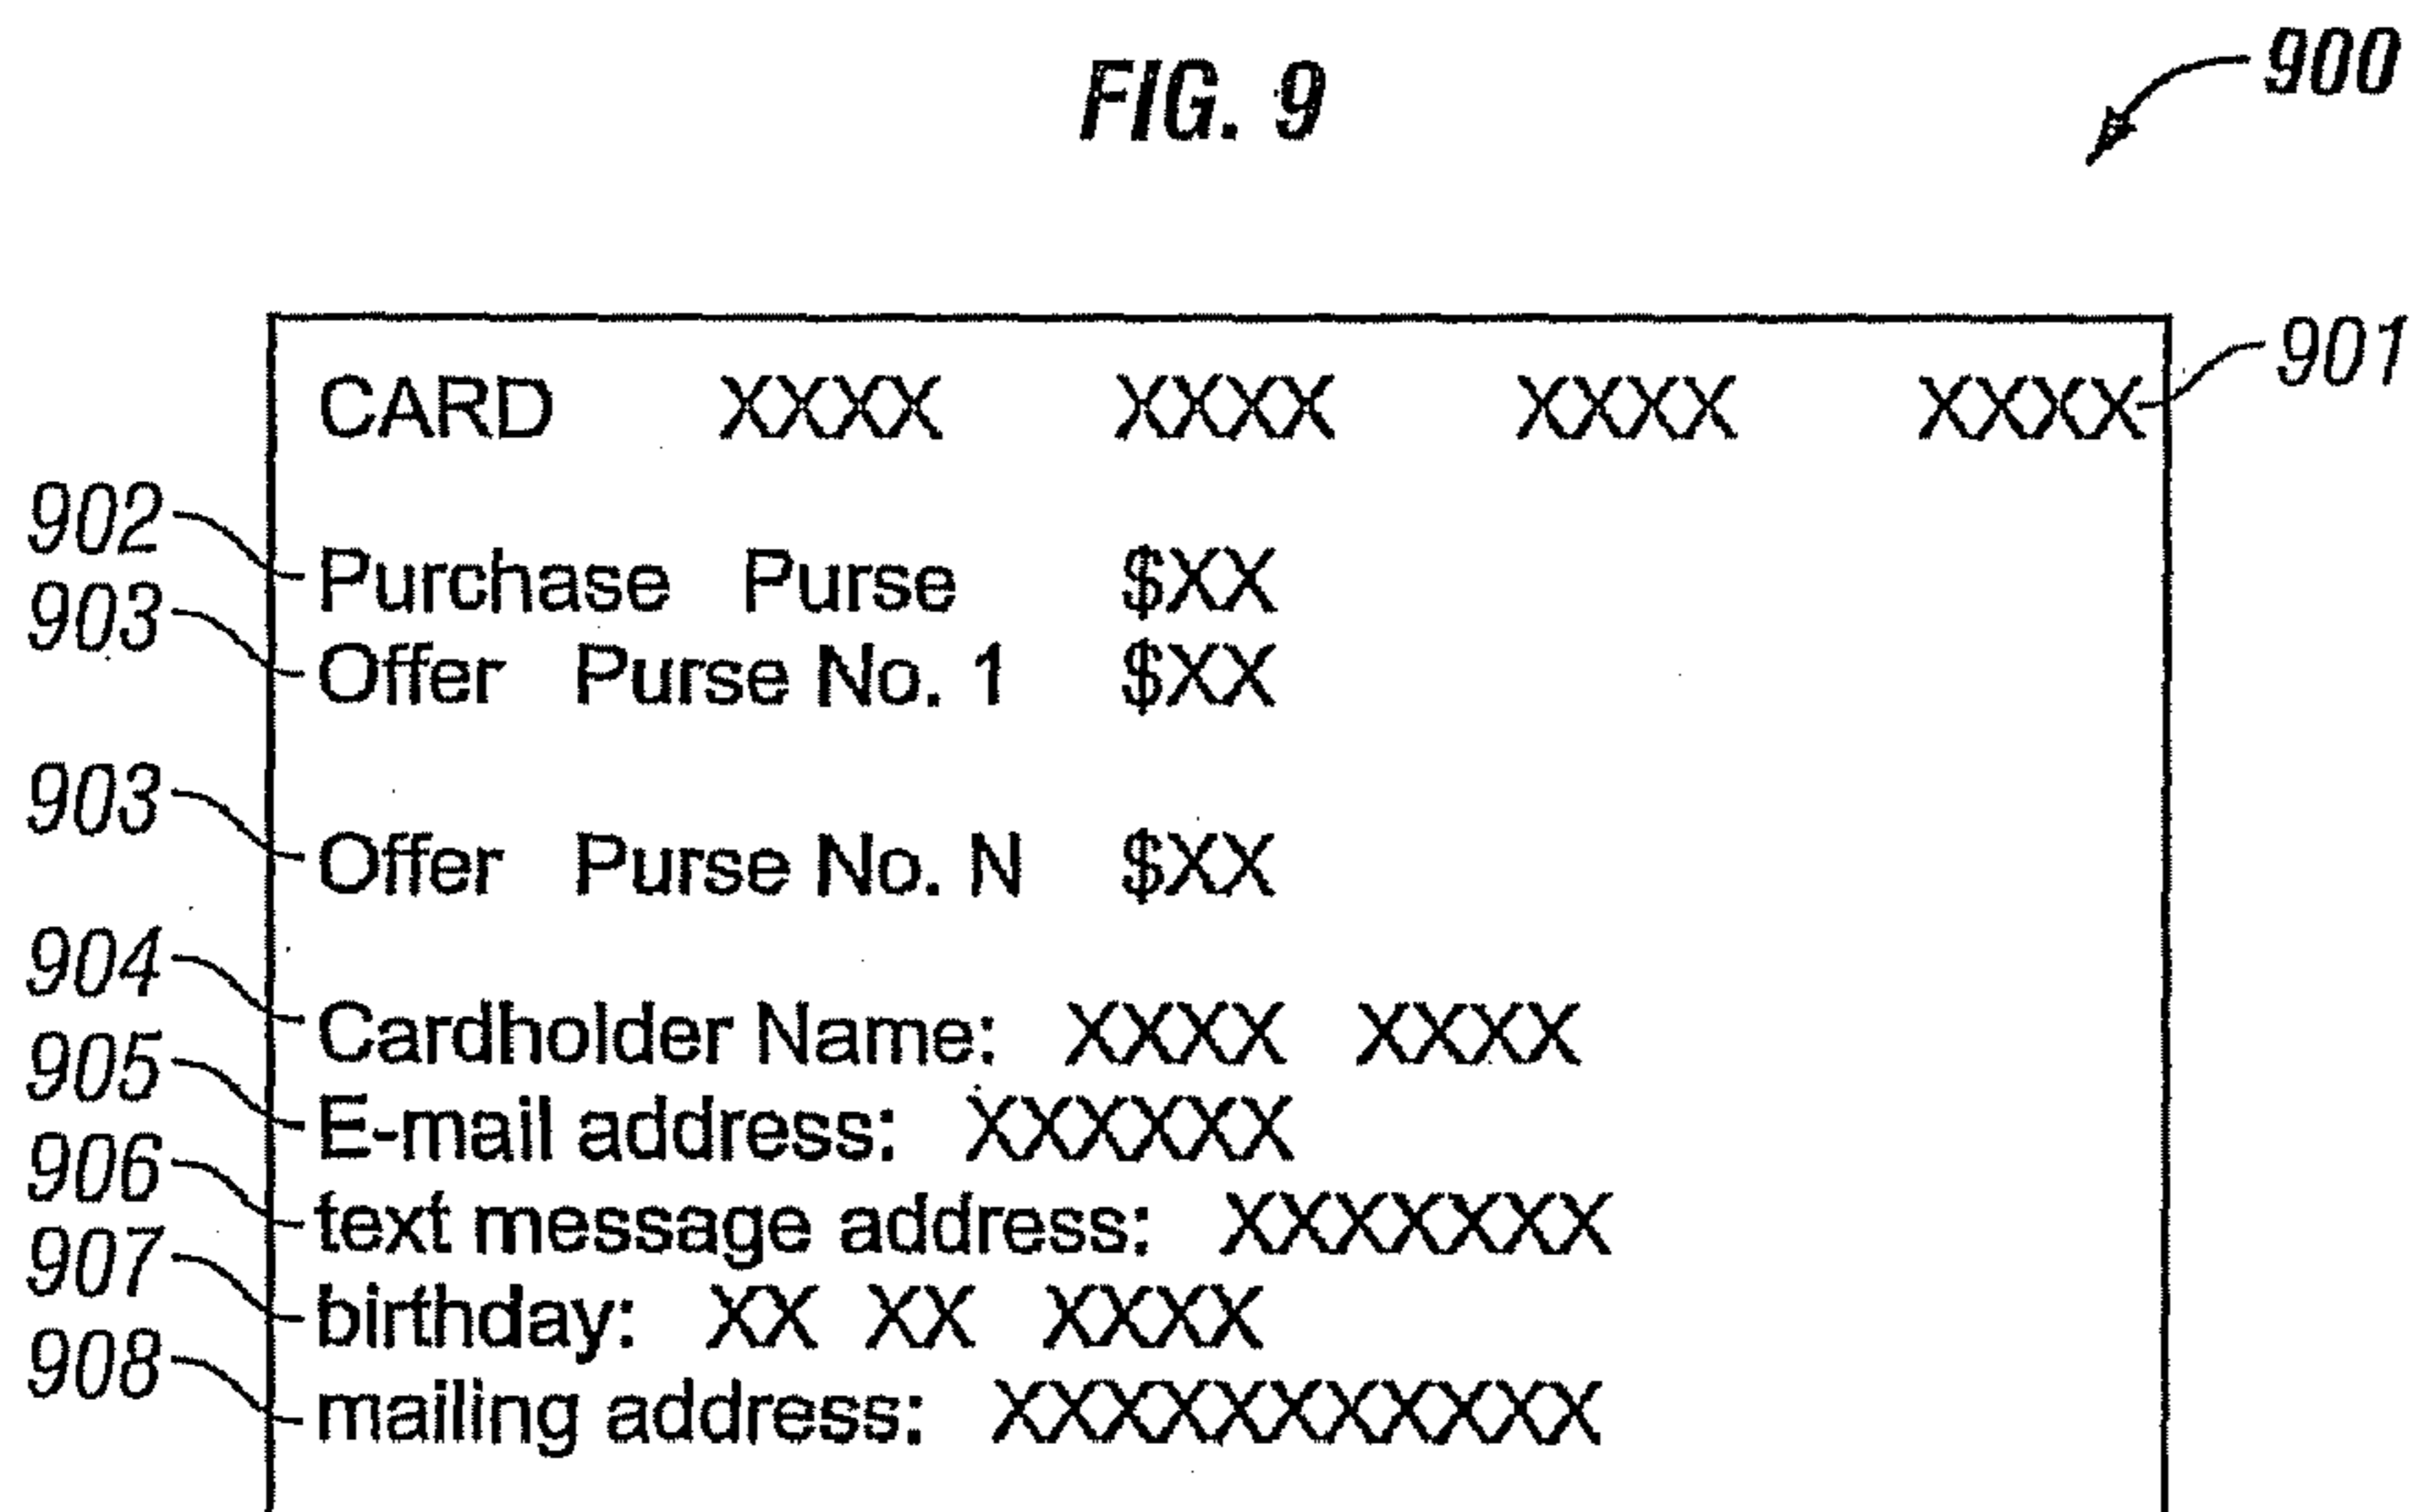 FIG. 9
900
CARD XXXX XXXX XXXX XXXX 901
902 Purchase Purse $XX
903 Offer Purse No. 1 $XX
903 Offer Purse No. N $XX
904 Cardholder Name: XXXX XXXX
905 E-mail address: XXXXXX
906 text message address: XXXXXXX
907 birthday: XX XX XXXX
908 mailing address: XXXXXXXXXXX